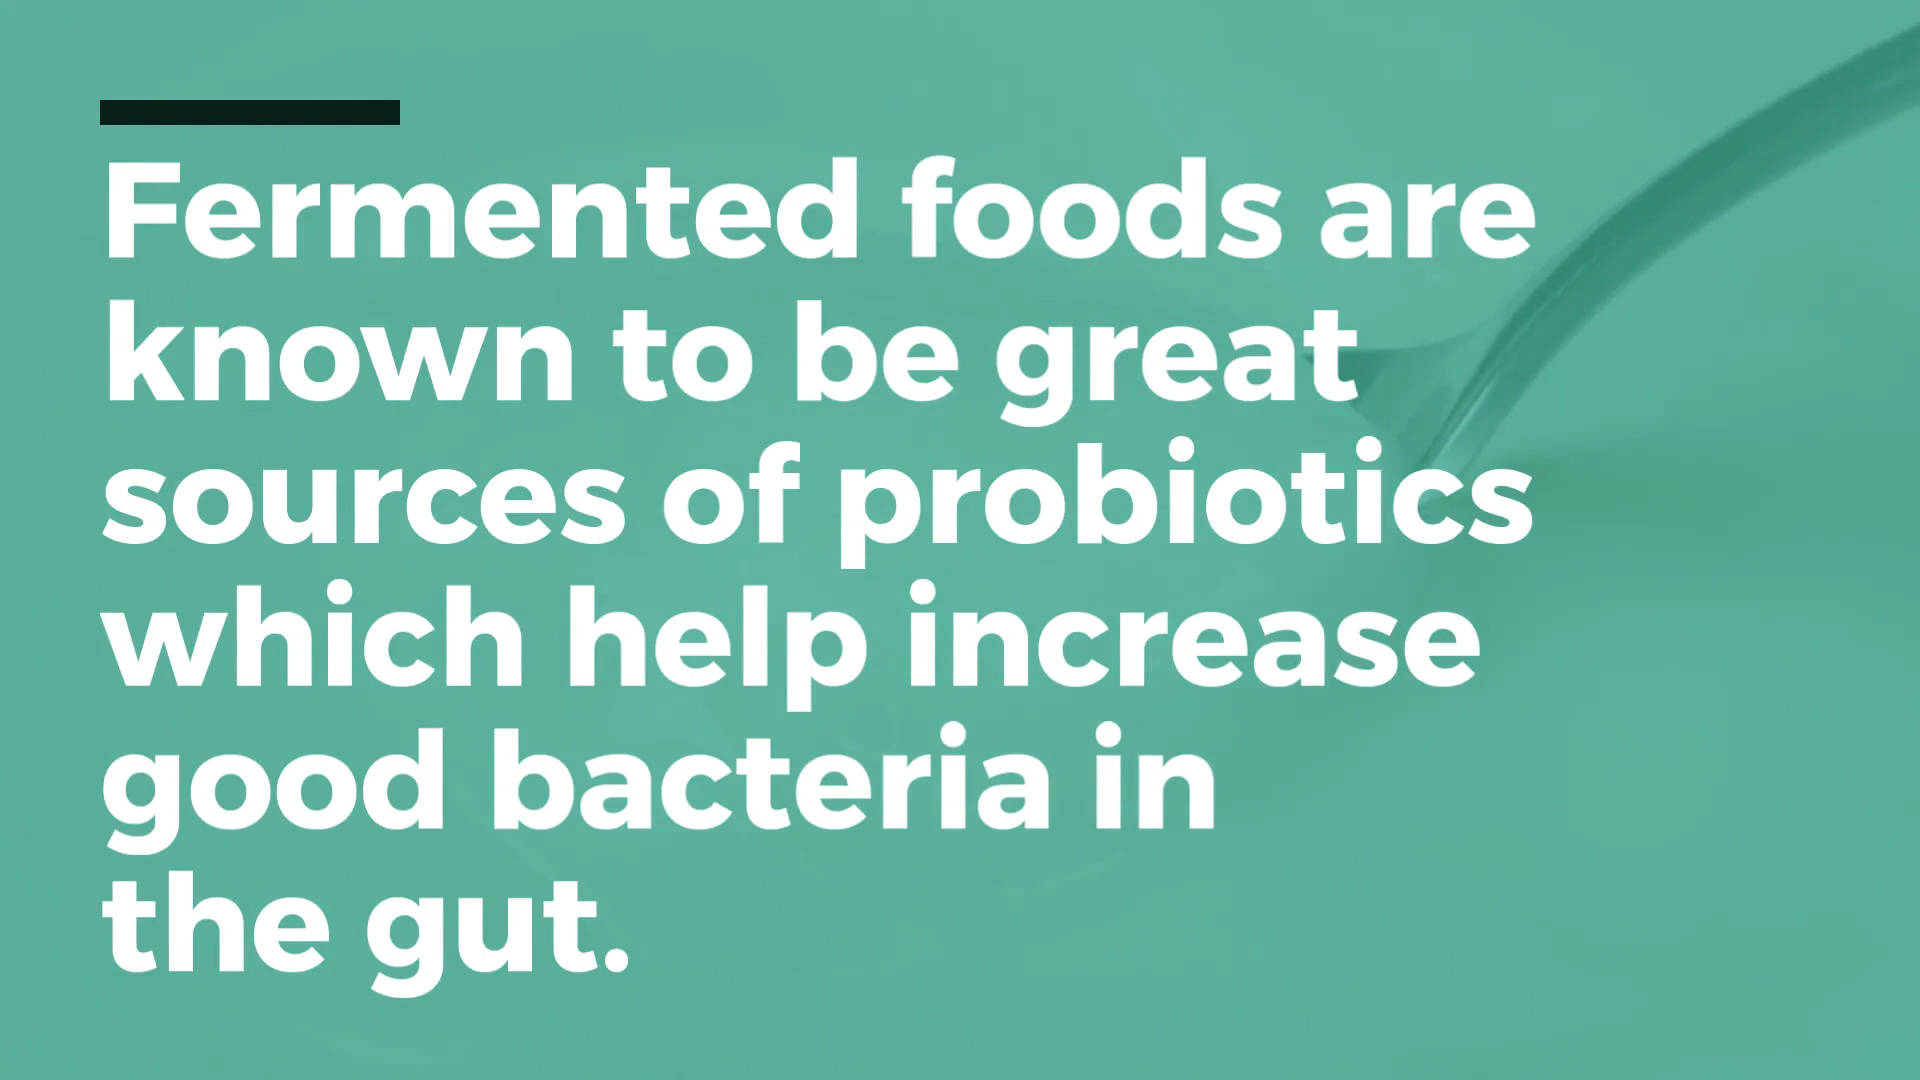 Fermented foods are
known to be great
sources of probiotics
which help increase
good bacteria in
the gut.